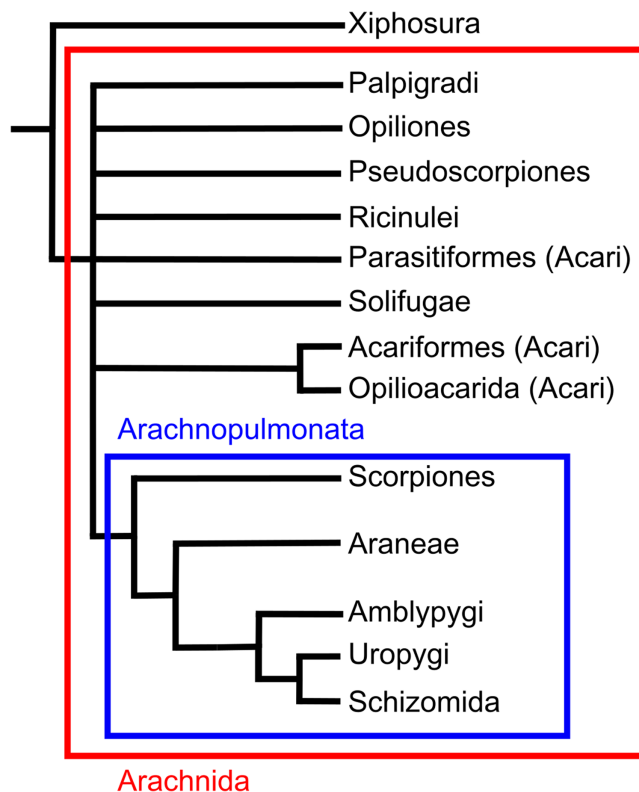 Xiphosura
Palpigradi
Opiliones
Pseudoscorpiones
Ricinulei
Parasitiformes (Acari)
Solifugae
Acariformes (Acari)
Opilioacarida (Acari)
Arachnopulmonata
Scorpiones
Araneae
Amblypygi
Uropygi
Schizomida
Arachnida